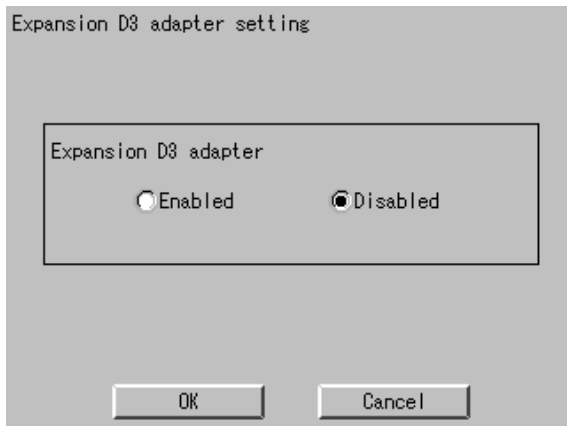 Expansion D3 adapter setting
Expansion D3 adapter
Enabled Disabled
OK Cancel